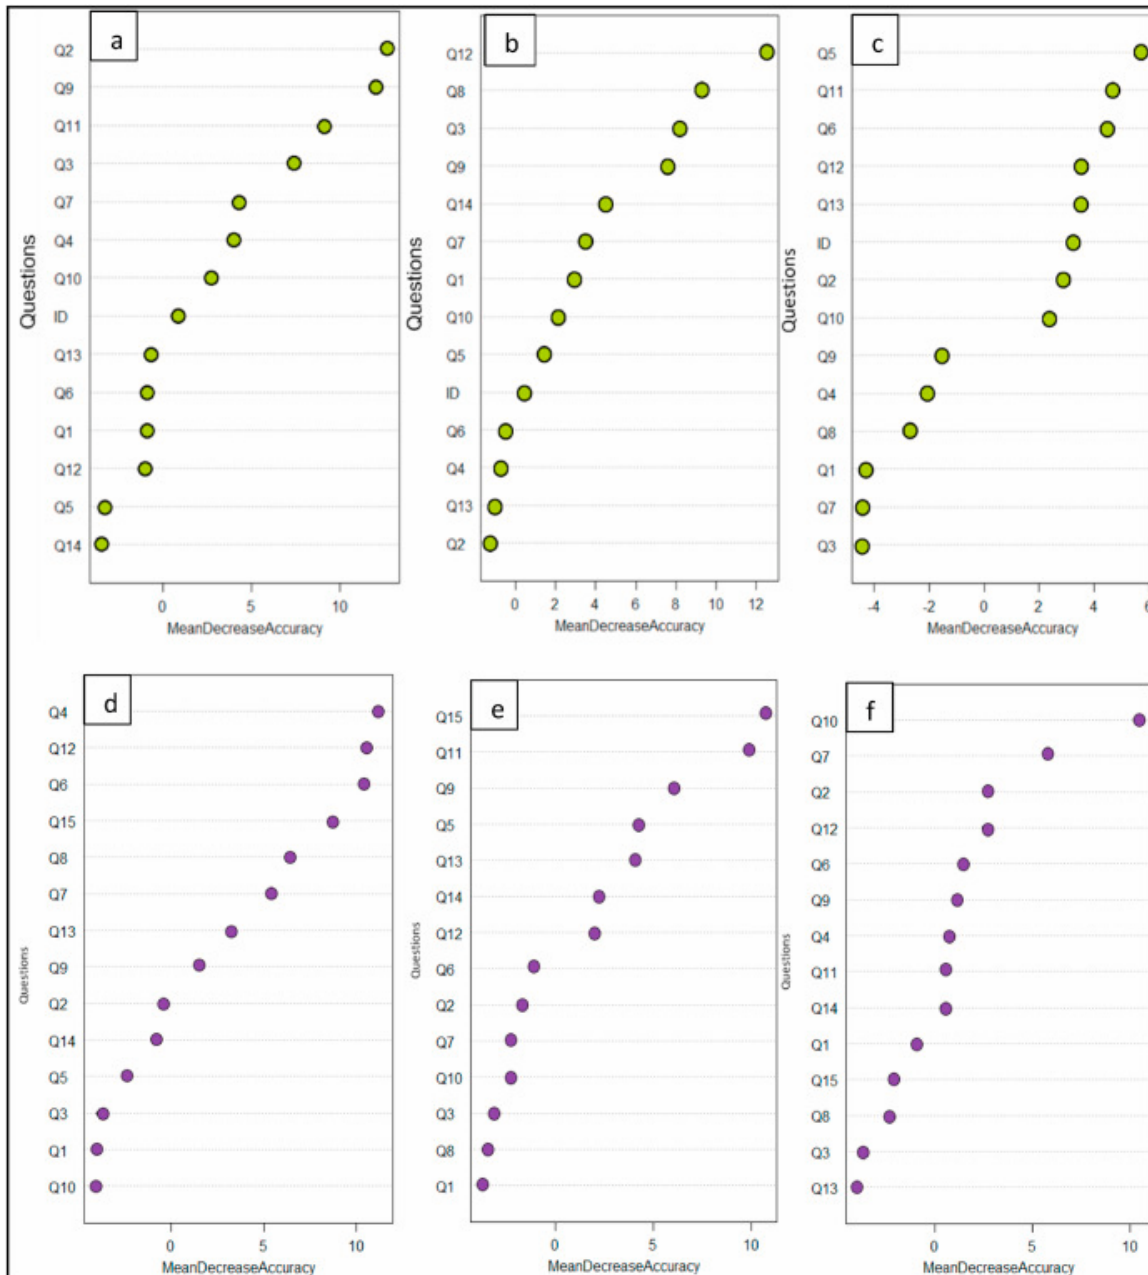 a
Q2
Q9
Q11
Q3
Q7
Q4
Q10
ID
Q13
Q6
Q1
Q12
Q5
Q14
Questions
0 5 10
MeanDecreaseAccuracy
b
Q12
Q8
Q3
Q9
Q14
Q7
Q1
Q10
Q5
ID
Q6
Q4
Q13
Q2
Questions
0 2 4 6 8 10 12
MeanDecreaseAccuracy
c
Q5
Q11
Q6
Q12
Q13
ID
Q2
Q10
Q9
Q4
Q8
Q1
Q7
Q3
Questions
-4 -2 0 2 4 6
MeanDecreaseAccuracy
d
Q4
Q12
Q6
Q15
Q8
Q7
Q13
Q9
Q2
Q14
Q5
Q3
Q1
Q10
Questions
0 5 10
MeanDecreaseAccuracy
e
Q15
Q11
Q9
Q5
Q13
Q14
Q12
Q6
Q2
Q7
Q10
Q3
Q8
Q1
Questions
0 5 10
MeanDecreaseAccuracy
f
Q10
Q7
Q2
Q12
Q6
Q9
Q4
Q11
Q14
Q1
Q15
Q8
Q3
Q13
Questions
0 5 10
MeanDecreaseAccuracy